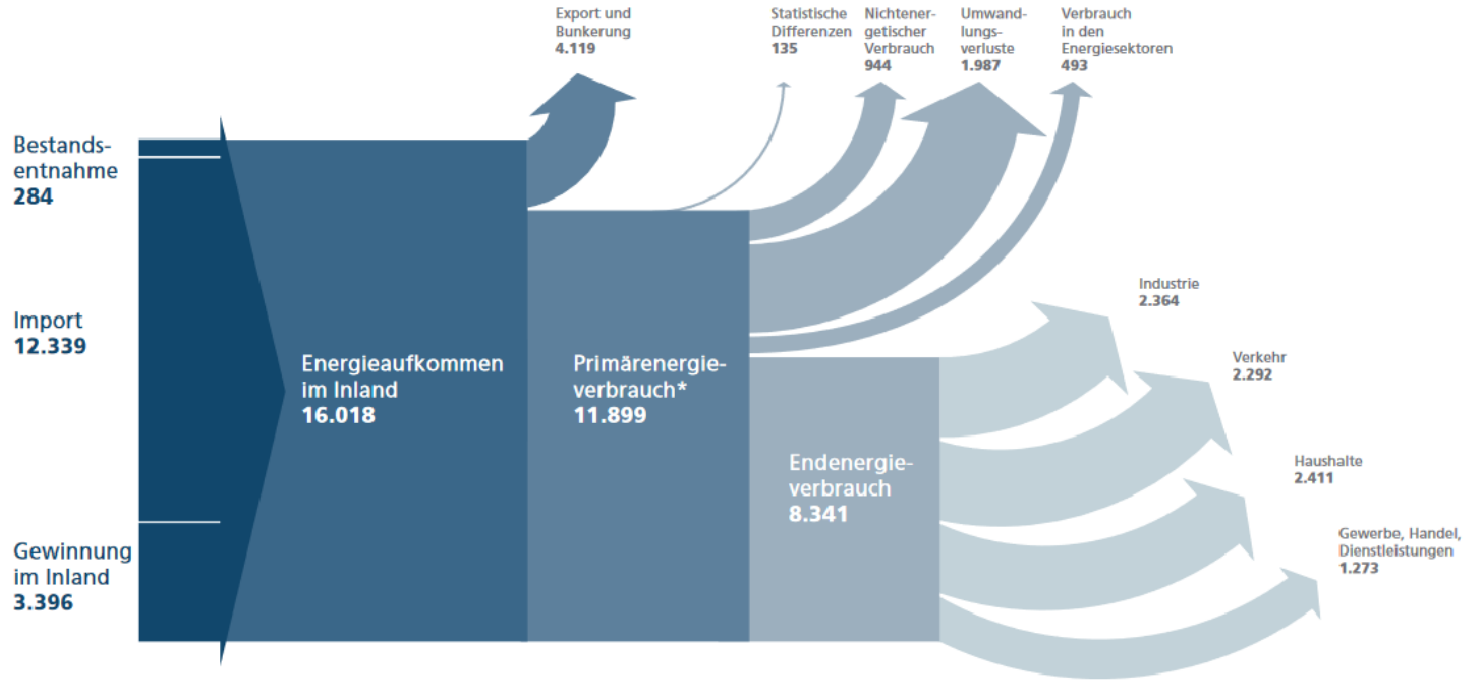 Export und
Bunkerung
4.119
Statistische
Differenzen
135
Nichtener-
getischer
Verbrauch
944
Umwand-
lungs-
verluste
1.987
Verbrauch
in den
Energiesektoren
493
Bestands-
entnahme
284
Import
12.339
Gewinnung
im Inland
3.396
Energieaufkommen
im Inland
16.018
Primärenergie-
verbrauch*
11.899
Endenergie-
verbrauch
8.341
Industrie
2.364
Verkehr
2.292
Haushalte
2.411
Gewerbe, Handel,
Dienstleistungen
1.273